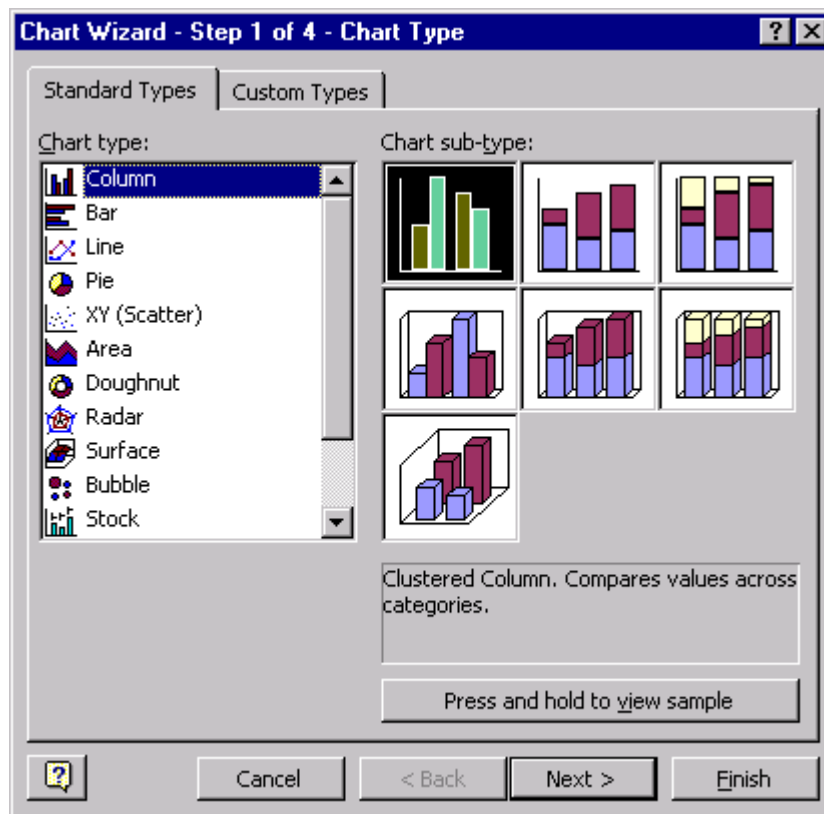 Chart Wizard - Step 1 of 4 - Chart Type
Standard Types
Custom Types
Chart type:
Column
Bar
Line
Pie
XY (Scatter)
Area
Doughnut
Radar
Surface
Bubble
Stock
Chart sub-type:
Clustered Column. Compares values across
categories.
Press and hold to view sample
Cancel
< Back
Next >
Finish